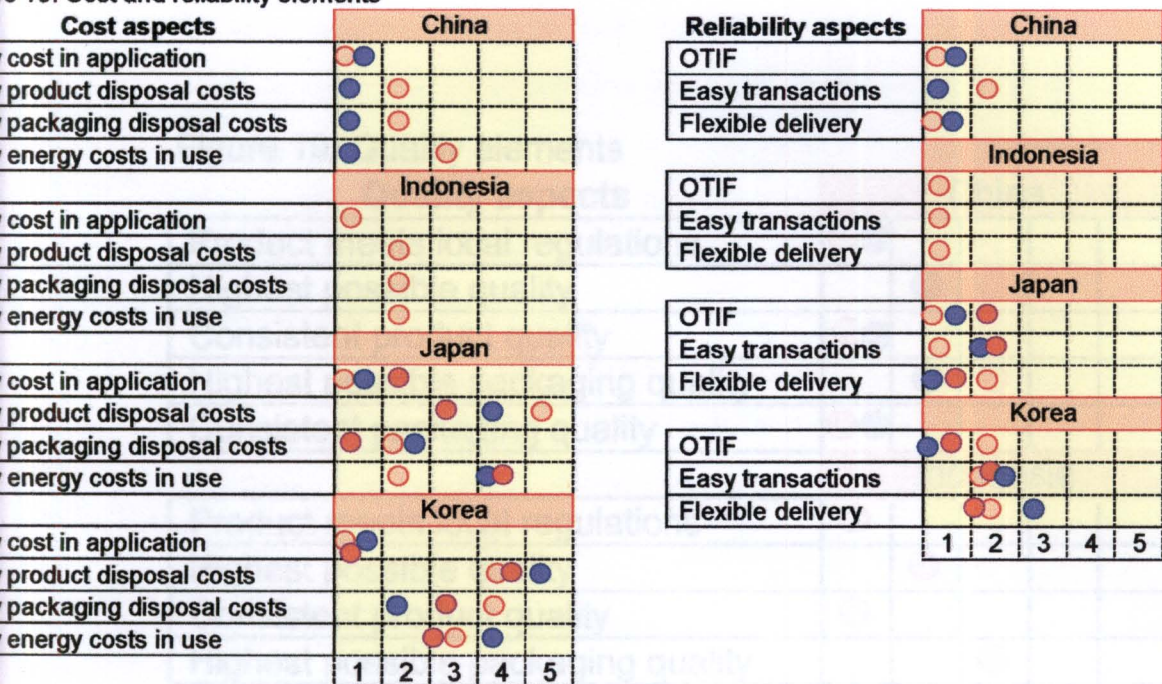 Cost and reliability elements
Cost aspects China
cost in application
product disposal costs
packaging disposal costs
energy costs in use
Indonesia
cost in application
product disposal costs
packaging disposal costs
energy costs in use
Japan
cost in application
product disposal costs
packaging disposal costs
energy costs in use
Korea
cost in application
product disposal costs
packaging disposal costs
energy costs in use
1 2 3 4 5
Reliability aspects China
OTIF
Easy transactions
Flexible delivery
Indonesia
OTIF
Easy transactions
Flexible delivery
Japan
OTIF
Easy transactions
Flexible delivery
Korea
OTIF
Easy transactions
Flexible delivery
1 2 3 4 5